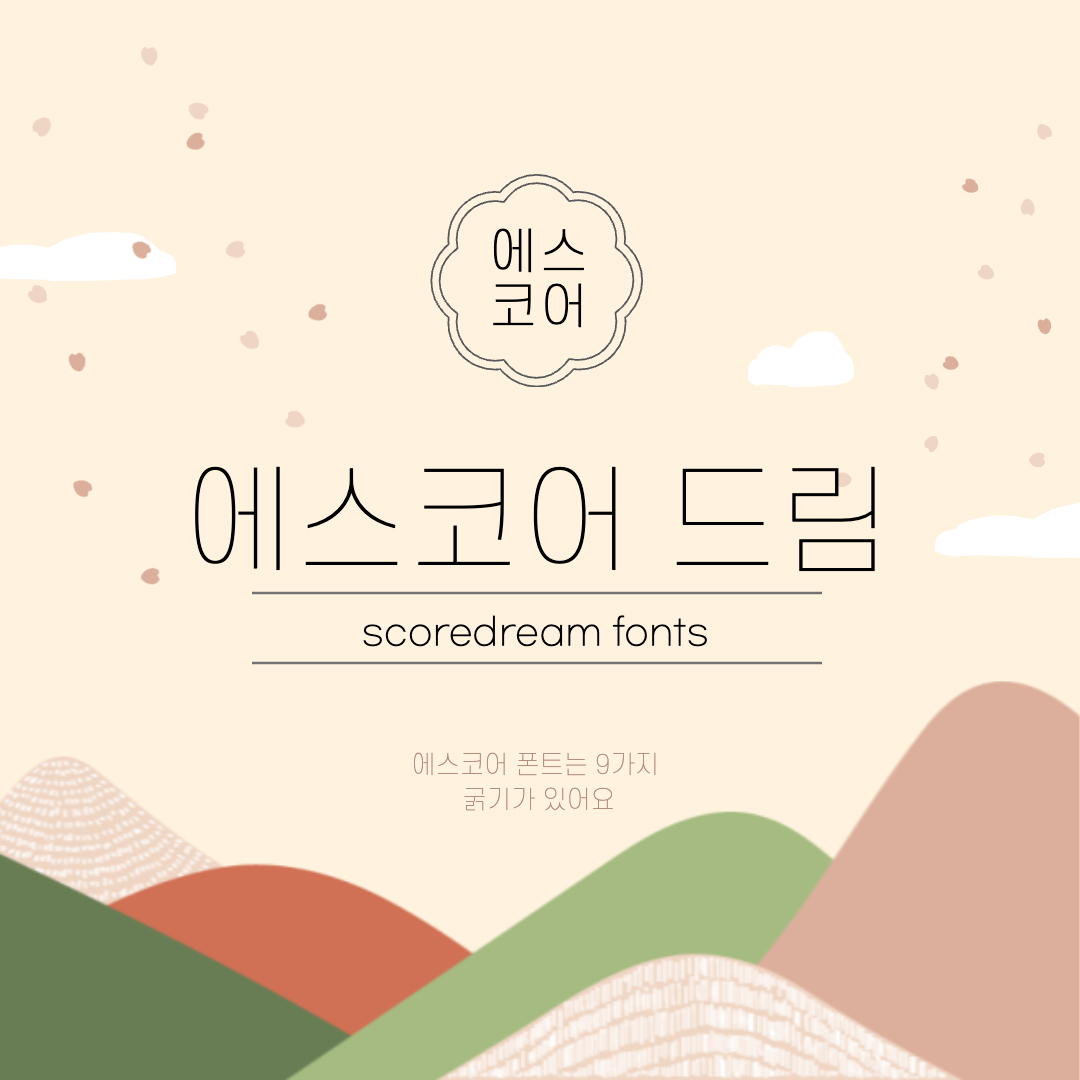 에스
코어
에스코어 드림
scoredream fonts
에스코어 폰트는 9가지
굵기가 있어요